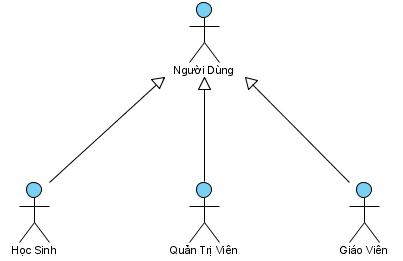 Người Dùng
Học Sinh
Quản Trị Viên
Giáo Viên